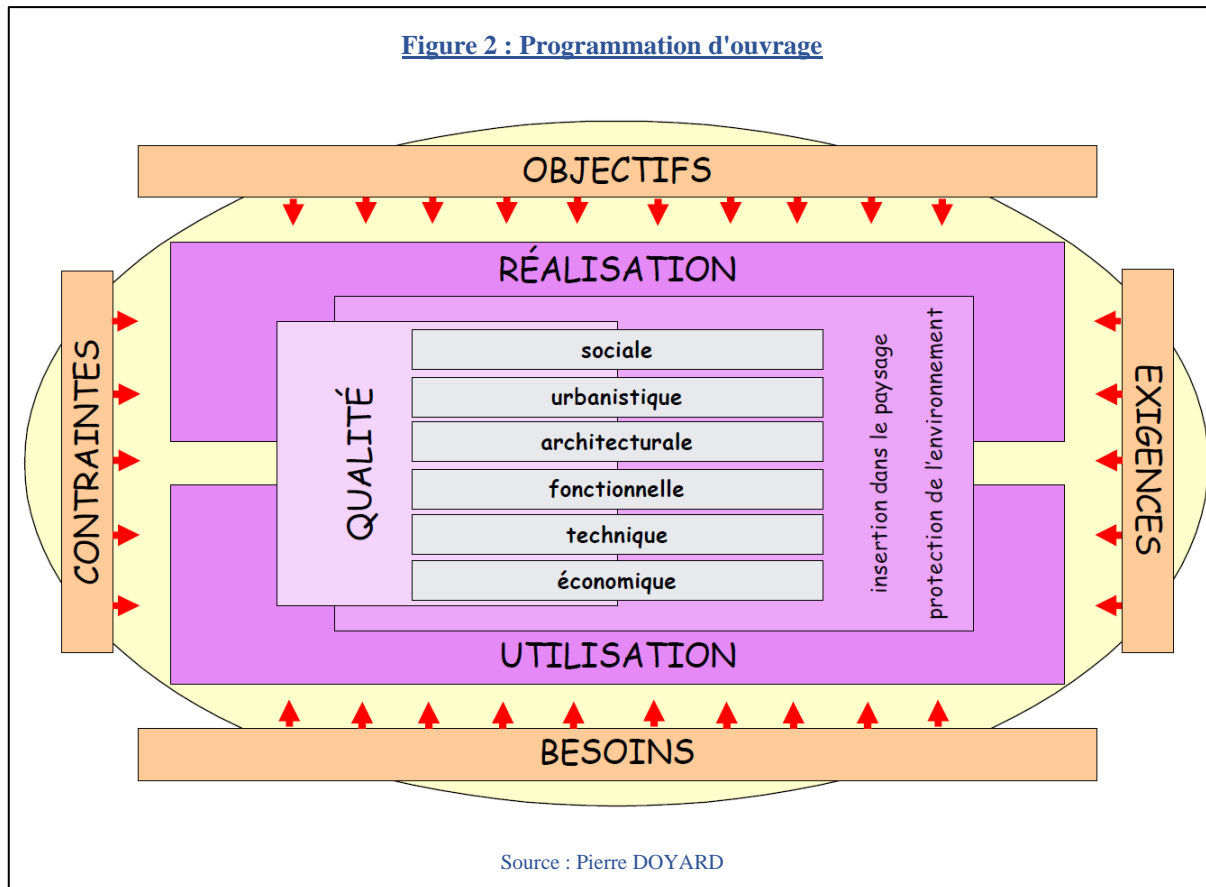 Figure 2 : Programmation d'ouvrage
OBJECTIFS
RÉALISATION
CONTRAINTES
QUALITÉ
sociale
urbanistique
architecturale
fonctionnelle
technique
économique
insertion dans le paysage
protection de l'environnement
EXIGENCES
UTILISATION
BESOINS
Source : Pierre DOYARD